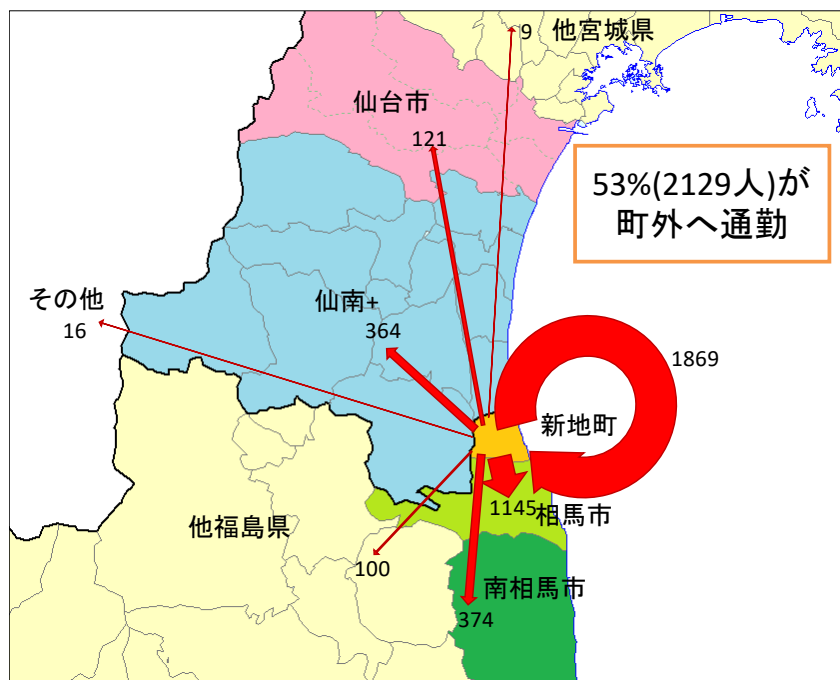 9
他宮城県
仙台市
121
53%(2129人)が
町外へ通勤
その他
16
仙南+
364
1869
新地町
1145
相馬市
他福島県
100
南相馬市
374